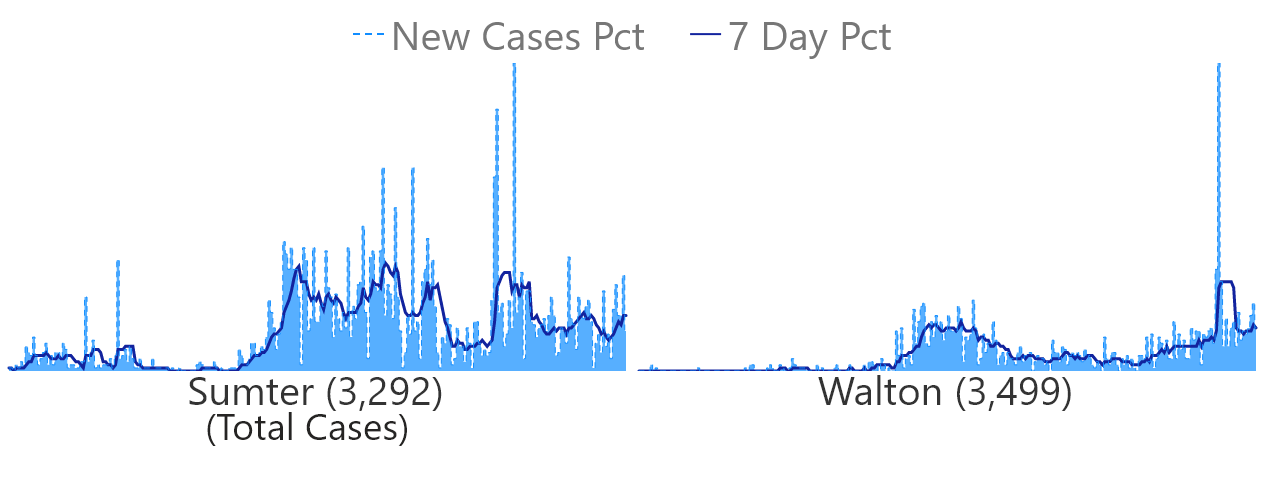 New Cases Pct 7 Day Pct
Sumter (3,292) Walton (3,499)
(Total Cases)